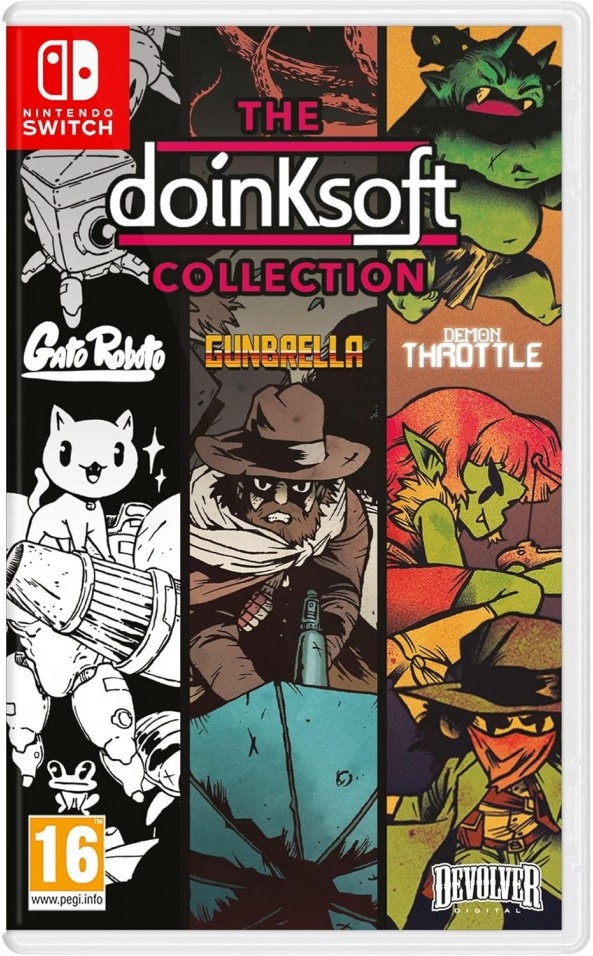 NINTENDO
SWITCH
THE
doinKsoft
COLLECTION
Gato Roboto
GUNBRELLA
DEMON
THROTTLE
16
www.pegi.info
DEVOLVER
DIGITAL